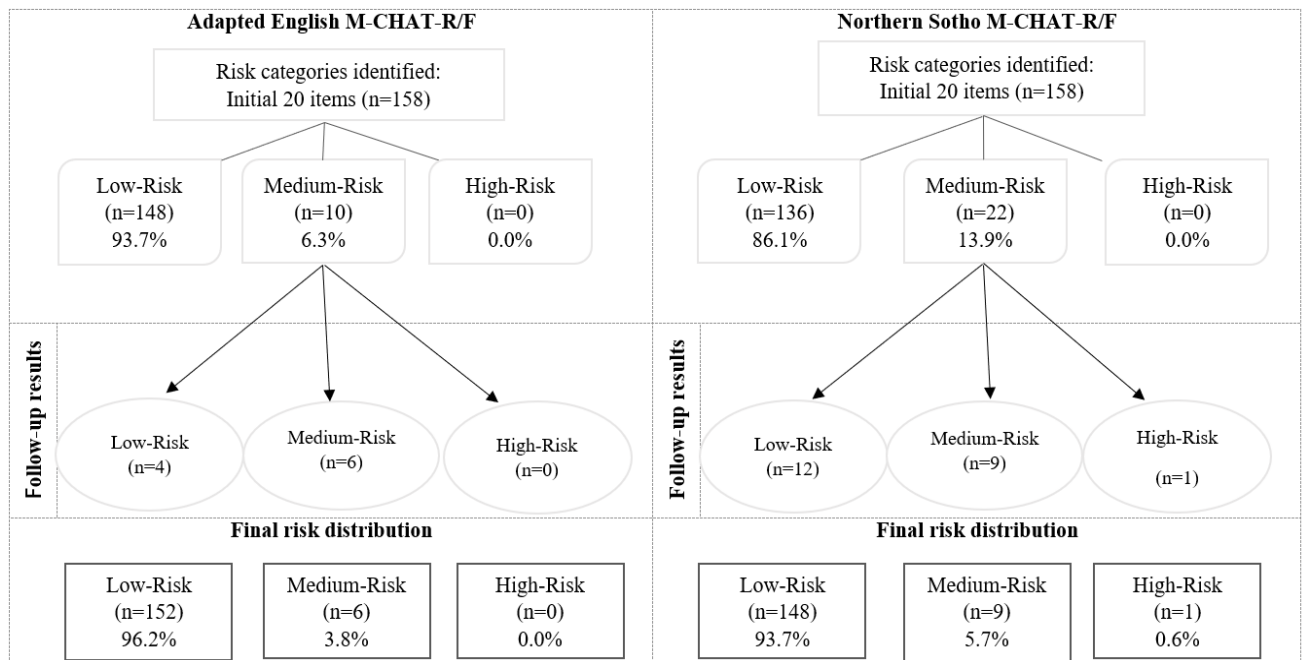 Adapted English M-CHAT-R/F
Risk categories identified:
Initial 20 items (n=158)
Low-Risk
(n=148)
93.7%
Medium-Risk
(n=10)
6.3%
High-Risk
(n=0)
0.0%
Follow-up results
Low-Risk
(n=4)
Medium-Risk
(n=6)
High-Risk
(n=0)
Final risk distribution
Low-Risk
(n=152)
96.2%
Medium-Risk
(n=6)
3.8%
High-Risk
(n=0)
0.0%
Northern Sotho M-CHAT-R/F
Risk categories identified:
Initial 20 items (n=158)
Low-Risk
(n=136)
86.1%
Medium-Risk
(n=22)
13.9%
High-Risk
(n=0)
0.0%
Follow-up results
Low-Risk
(n=12)
Medium-Risk
(n=9)
High-Risk
(n=1)
Final risk distribution
Low-Risk
(n=148)
93.7%
Medium-Risk
(n=9)
5.7%
High-Risk
(n=1)
0.6%